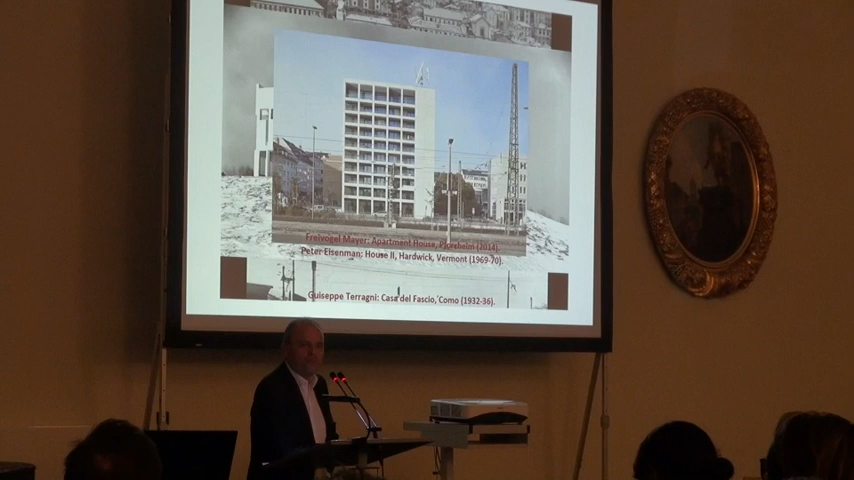 Freivogel Mayer: Apartment House, Pforzheim (2014).
Peter Eisenman: House II, Hardwick, Vermont (1969-70).
Guiseppe Terragni: Casa del Fascio, Como (1932-36).